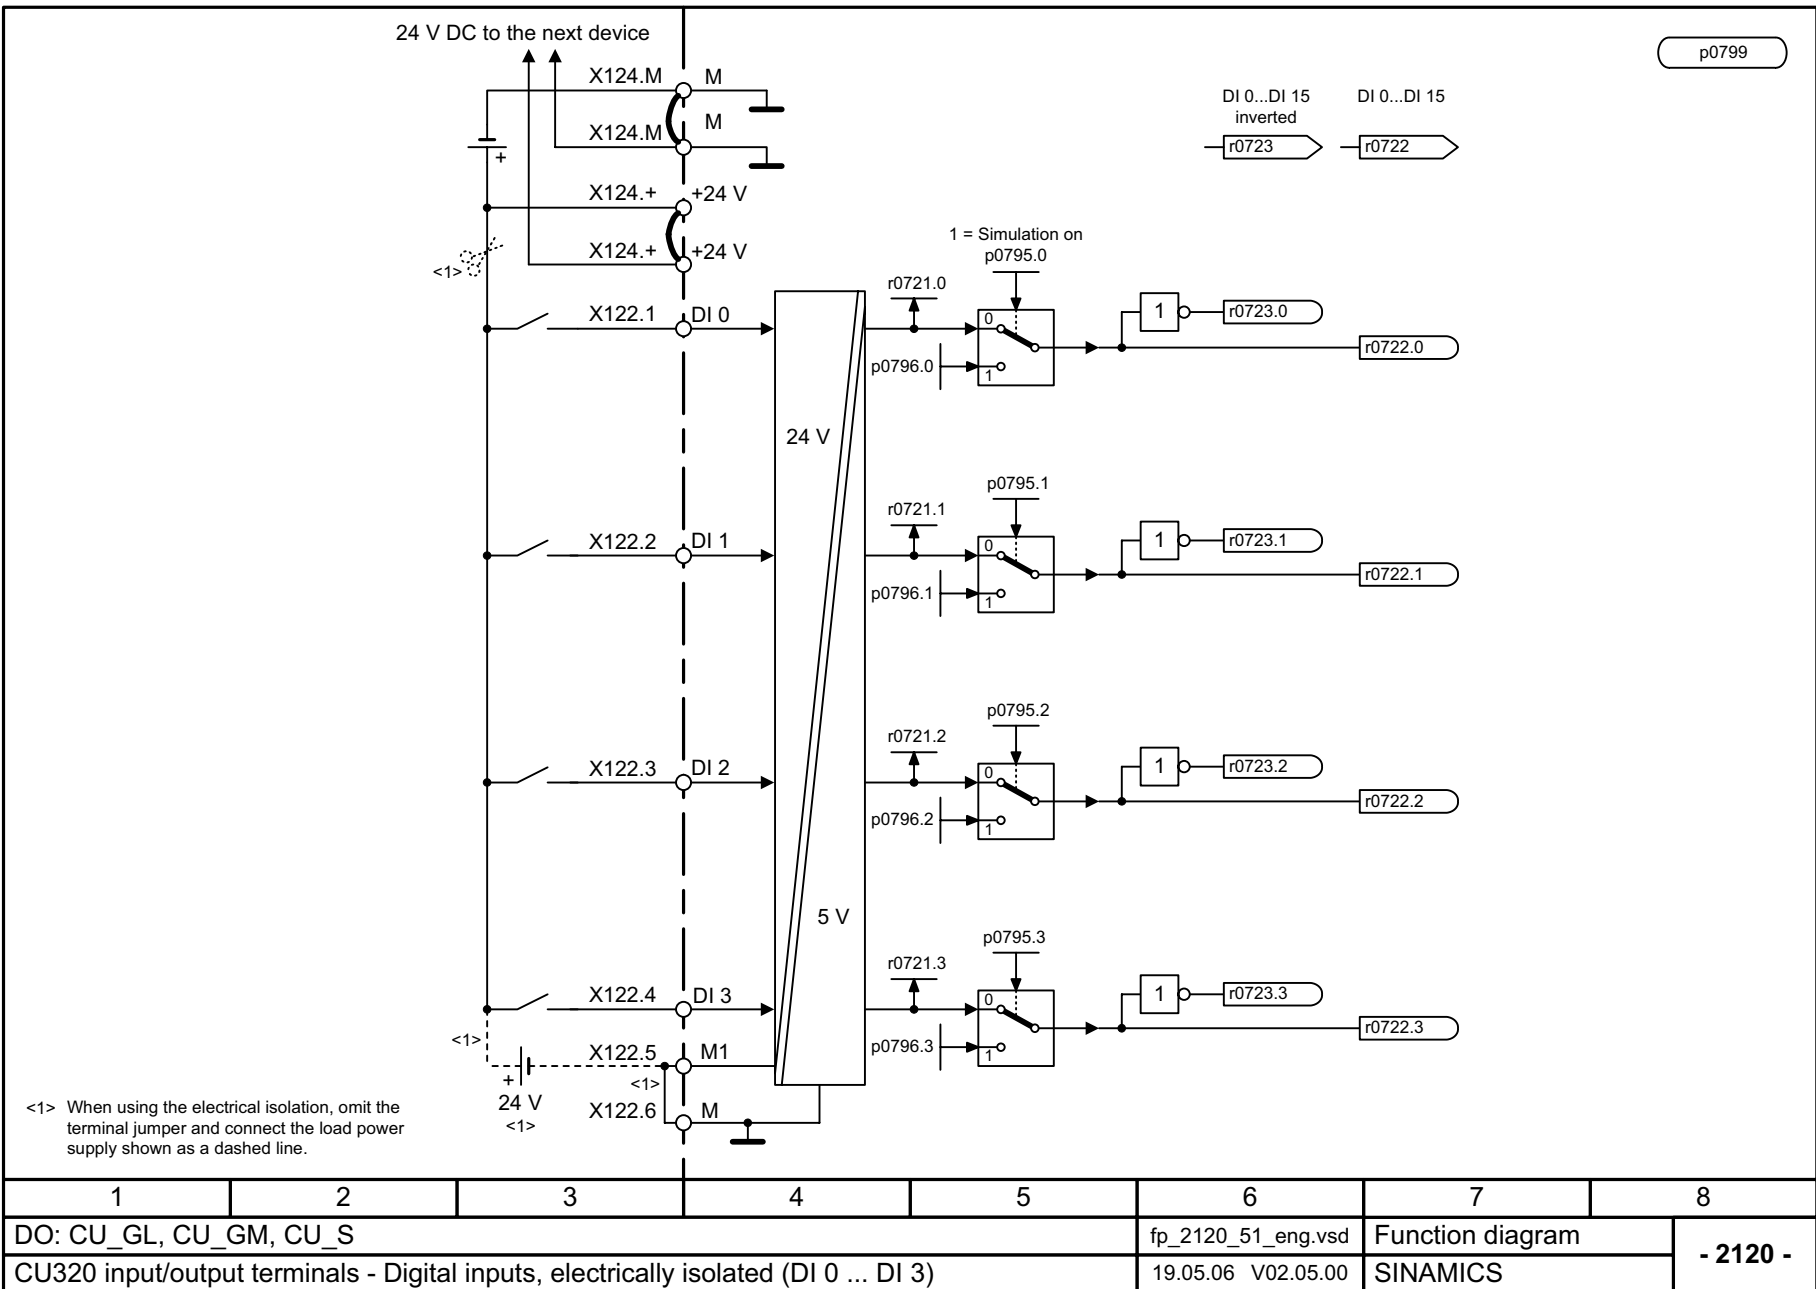 24 V DC to the next device
p0799
X124.M M
X124.M M
+
X124.+ +24 V
X124.+ +24 V
<1>
DI 0...DI 15
inverted
DI 0...DI 15
r0723
r0722
1 = Simulation on
p0795.0
r0721.0
X122.1 DI 0
0
1
p0796.0
1
r0723.0
r0722.0
24 V
p0795.1
r0721.1
X122.2 DI 1
0
1
p0796.1
1
r0723.1
r0722.1
p0795.2
r0721.2
X122.3 DI 2
0
1
p0796.2
1
r0723.2
r0722.2
5 V
p0795.3
r0721.3
X122.4 DI 3
0
1
p0796.3
1
r0723.3
r0722.3
<1>
X122.5 M1
+
<1>
24 V
<1>
X122.6 M
<1> When using the electrical isolation, omit the
terminal jumper and connect the load power
supply shown as a dashed line.
1 2 3 4 5 6 7 8
DO: CU_GL, CU_GM, CU_S
fp_2120_51_eng.vsd
Function diagram
- 2120 -
CU320 input/output terminals - Digital inputs, electrically isolated (DI 0 ... DI 3)
19.05.06 V02.05.00
SINAMICS